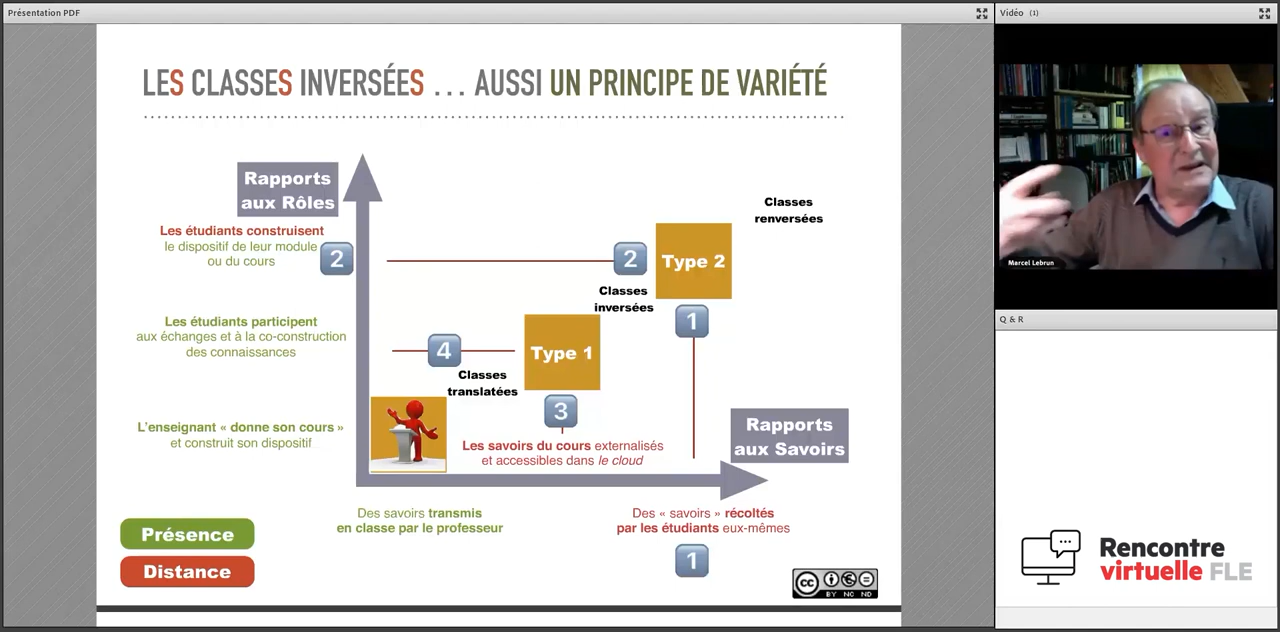 Présentation PDF
LES CLASSES INVERSÉES ... AUSSI UN PRINCIPE DE VARIÉTÉ
Rapports
aux Rôles
Les étudiants construisent
le dispositif de leur module
ou du cours
2
2
Type 2
Classes
renversées
Classes
inversées
1
Les étudiants participent
aux échanges et à la co-construction
des connaissances
4
Type 1
Classes
translatées
3
L'enseignant « donne son cours »
et construit son dispositif
Les savoirs du cours externalisés
et accessibles dans le cloud
Rapports
aux Savoirs
Des savoirs transmis
en classe par le professeur
Des « savoirs » récoltés
par les étudiants eux-mêmes
1
Présence
Distance
cc
BY NC ND
Vidéo (1)
Marcel Lebrun
Q & R
Rencontre
virtuelle FLE